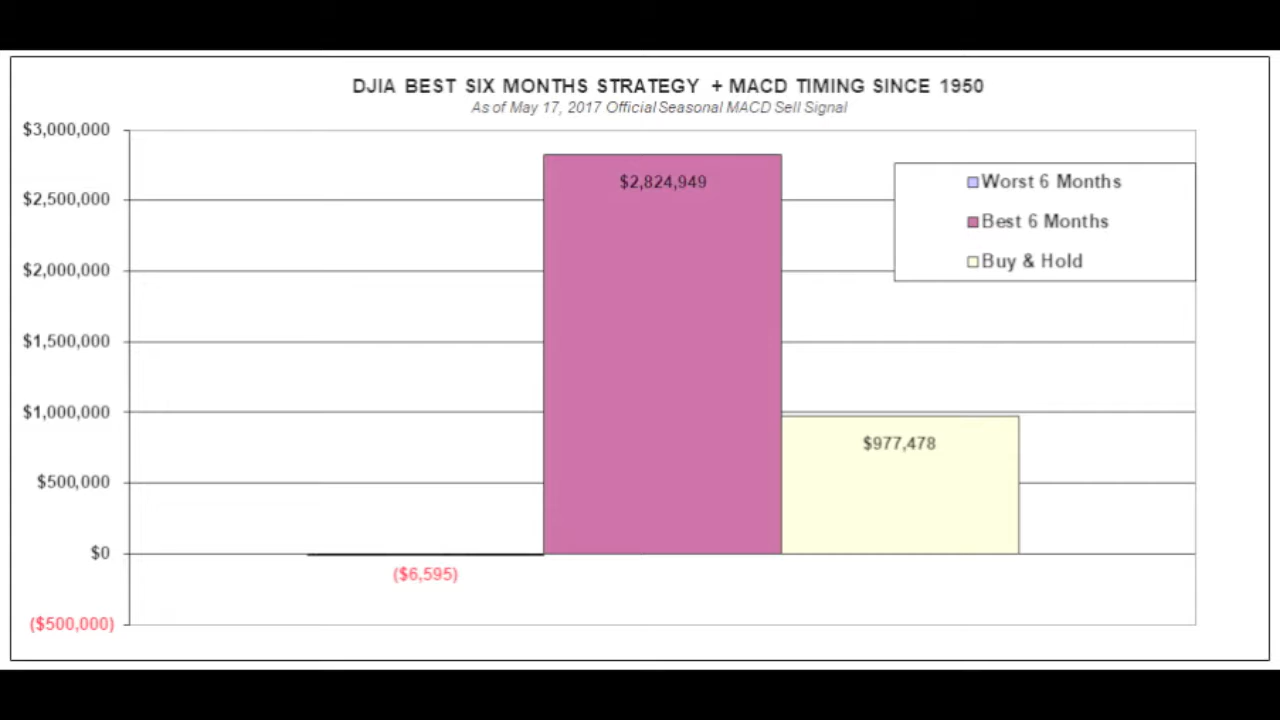 DJIA BEST SIX MONTHS STRATEGY + MACD TIMING SINCE 1950
As of May 17, 2017 Official Seasonal MACD Sell Signal
$3,000,000
$2,500,000
$2,000,000
$1,500,000
$1,000,000
$500,000
$0
($500,000)
($6,595)
$2,824,949
$977,478
Worst 6 Months
Best 6 Months
Buy & Hold